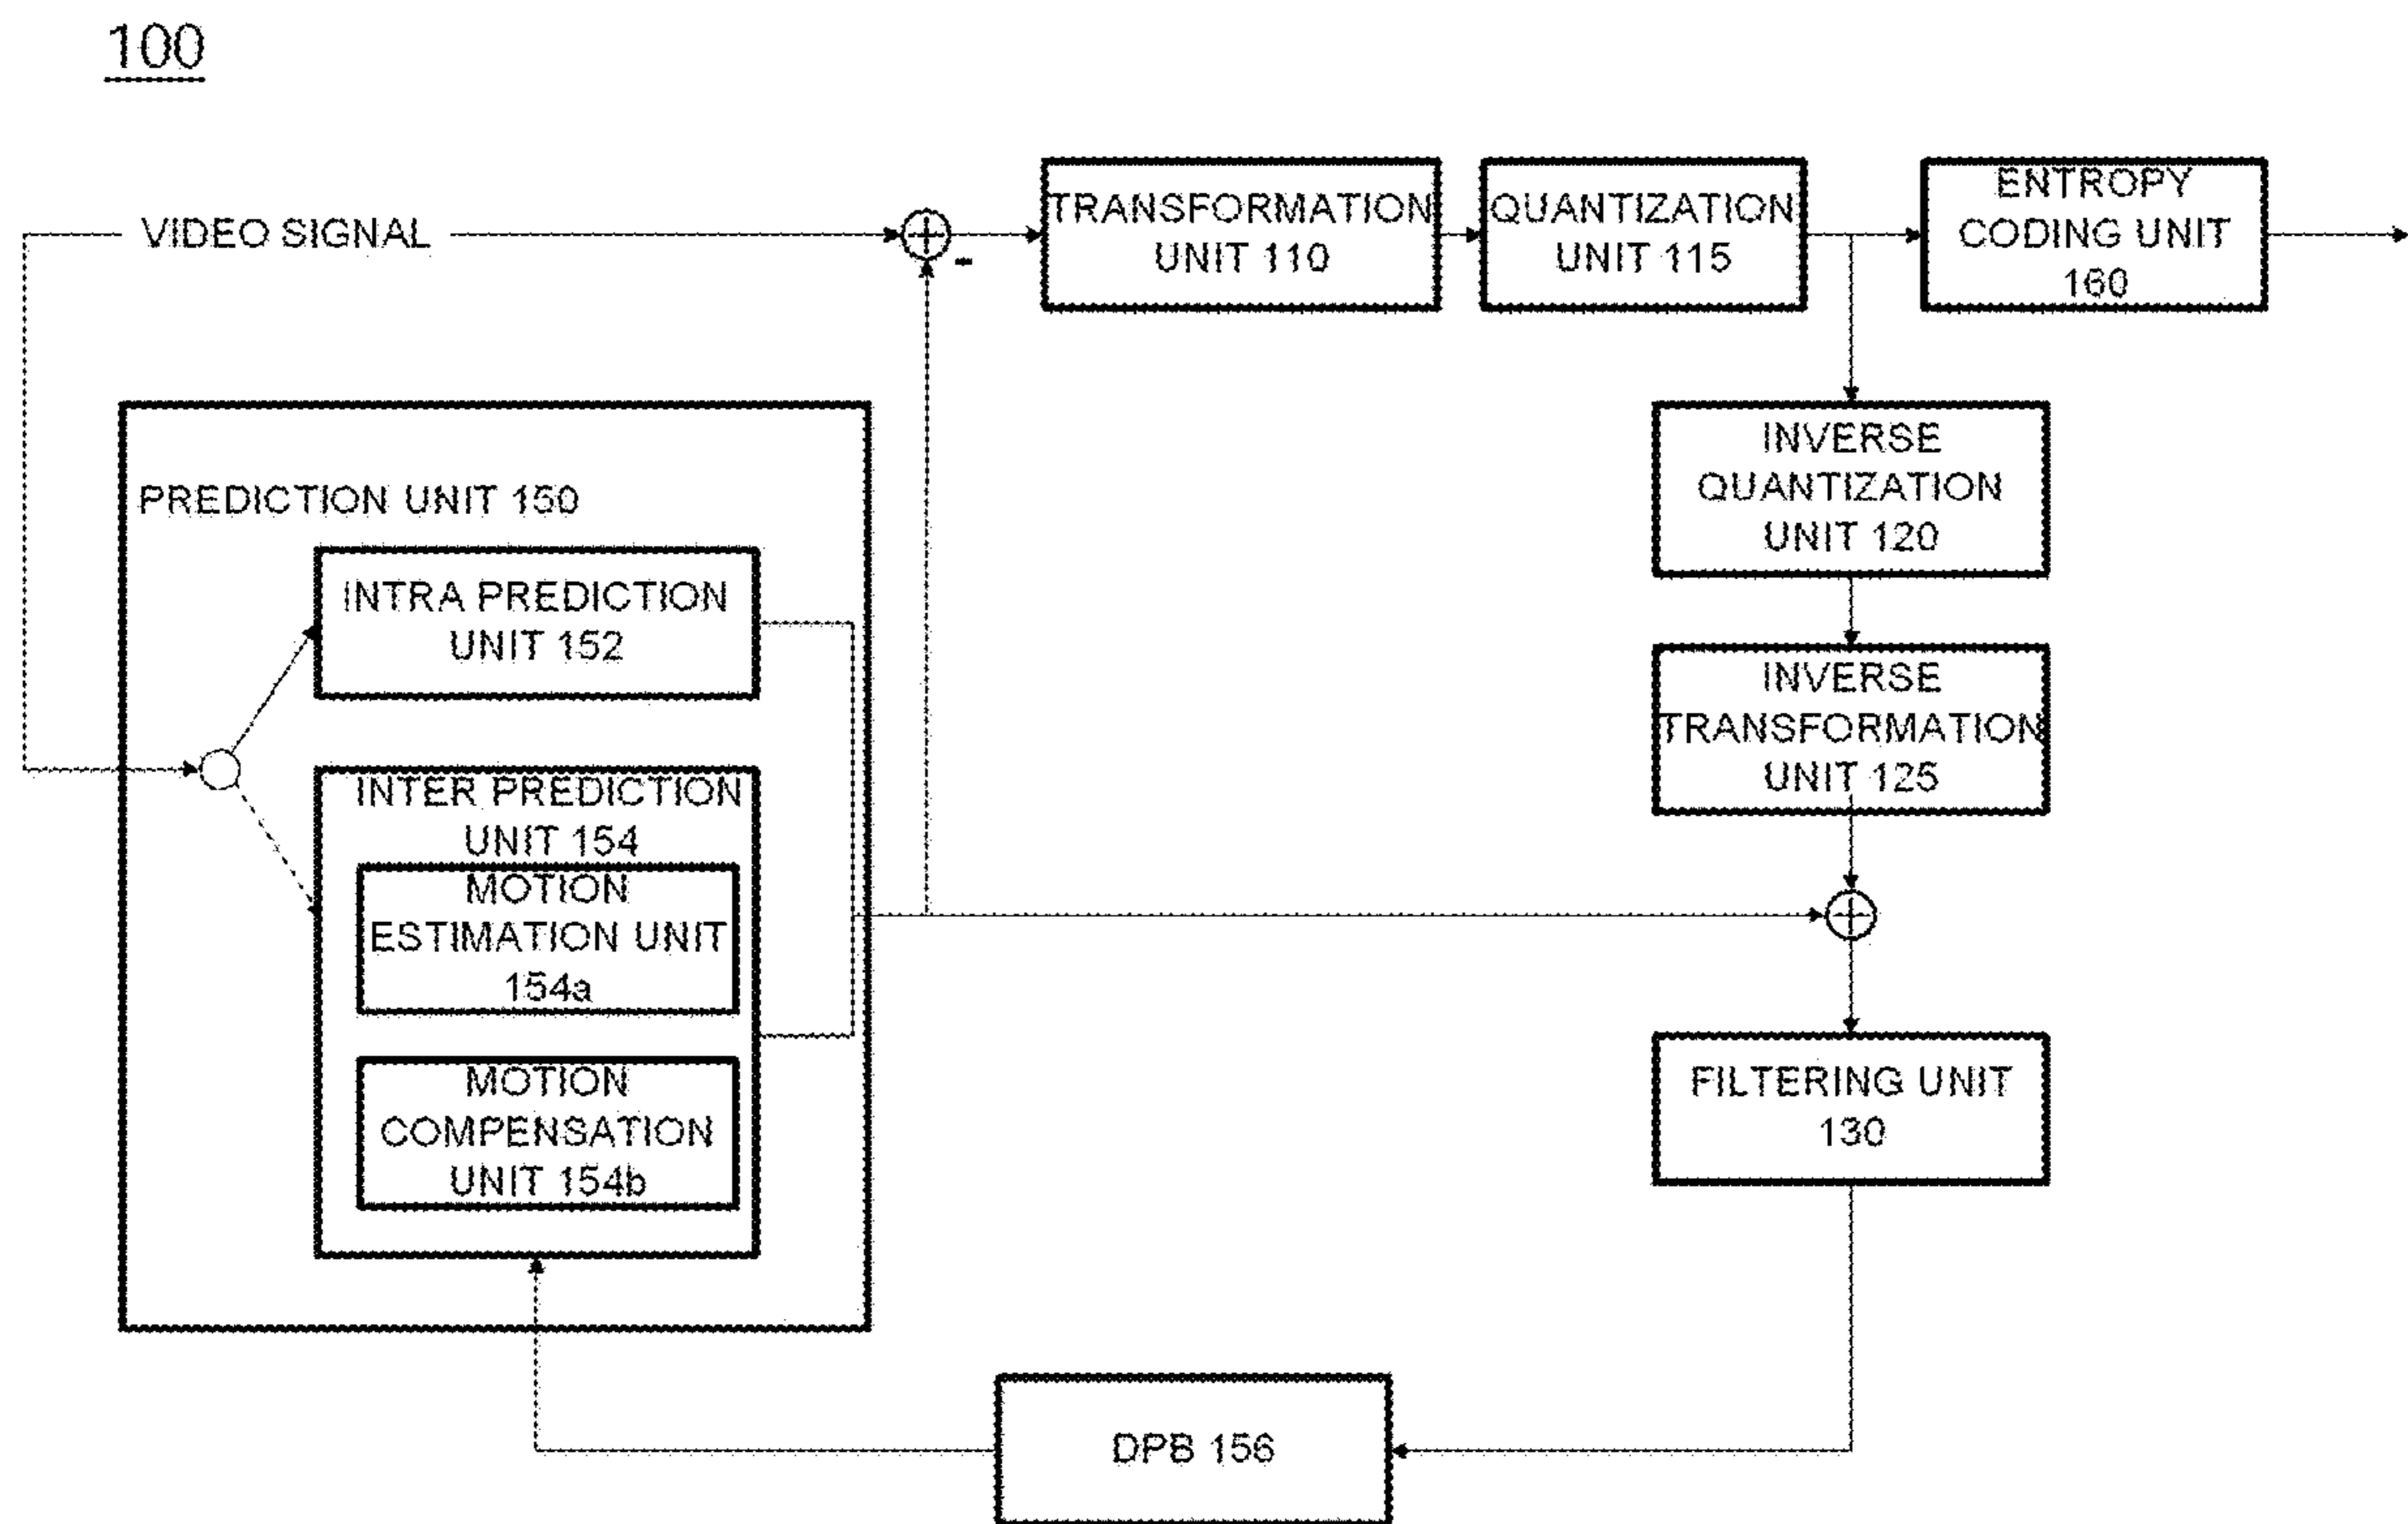 100
VIDEO SIGNAL
TRANSFORMATION
UNIT 110
QUANTIZATION
UNIT 115
ENTROPY
CODING UNIT
160
-
INVERSE
QUANTIZATION
UNIT 120
PREDICTION UNIT 150
INTRA PREDICTION
UNIT 152
INVERSE
TRANSFORMATION
UNIT 125
INTER PREDICTION
UNIT 154
MOTION
ESTIMATION UNIT
154a
MOTION
COMPENSATION
UNIT 154b
FILTERING UNIT
130
DPB 156